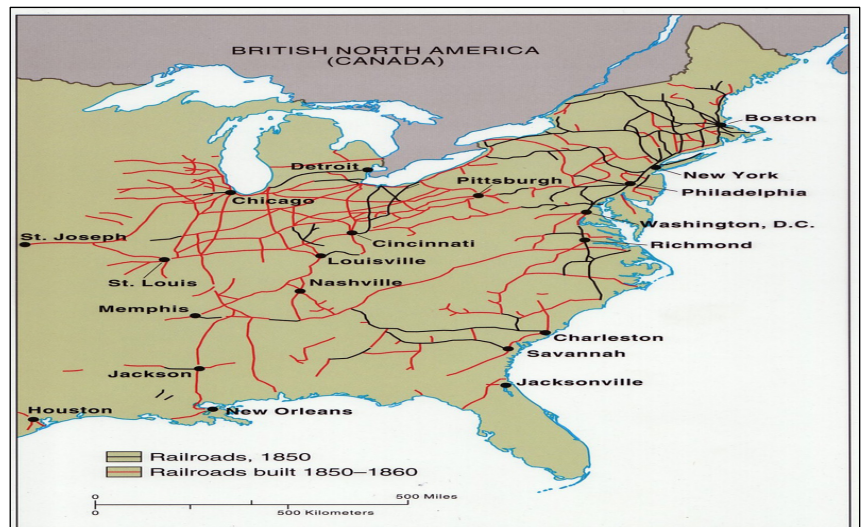 BRITISH NORTH AMERICA
(CANADA)
Boston
Detroit
New York
Pittsburgh
Philadelphia
Chicago
Washington, D.C.
St. Joseph
Cincinnati
Richmond
Louisville
St. Louis
Nashville
Memphis
Charleston
Savannah
Jackson
Jacksonville
Houston
New Orleans
Railroads, 1850
Railroads built 1850–1860
0 500 Miles
0 500 Kilometers